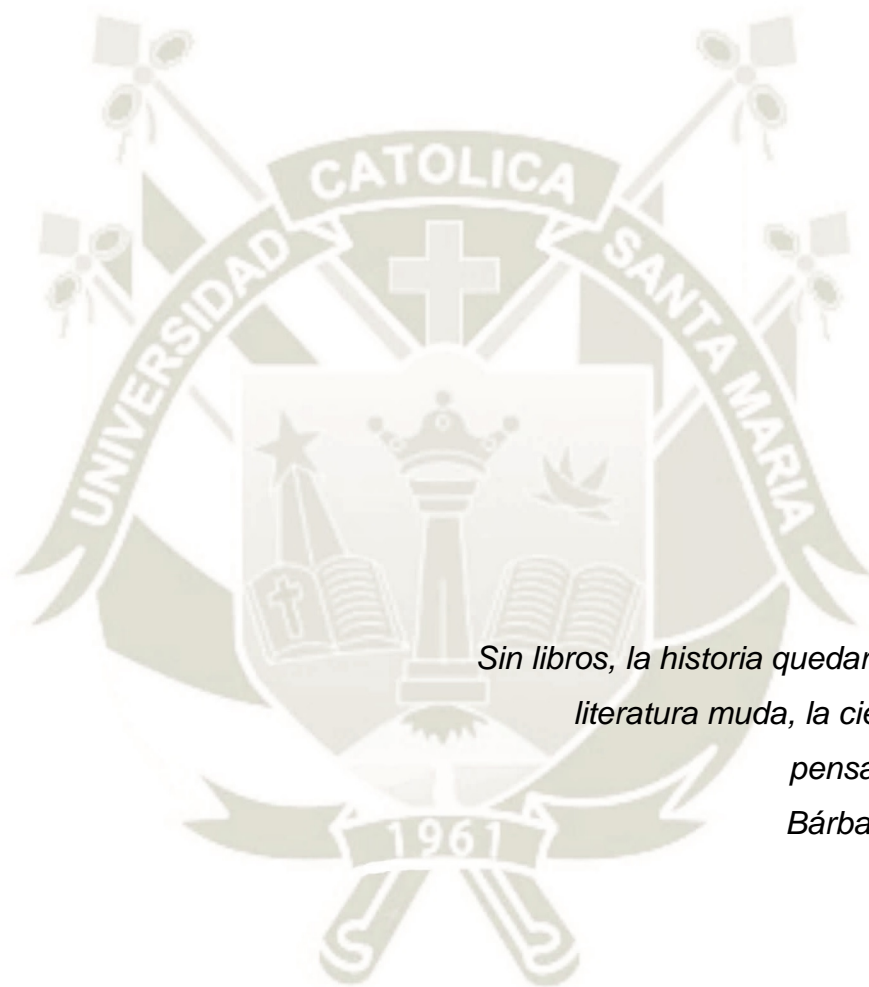 UNIVERSIDAD CATOLICA SANTA MARIA
Sin libros, la historia quedar
literatura muda, la cie
pensa
Bárba
1961
S